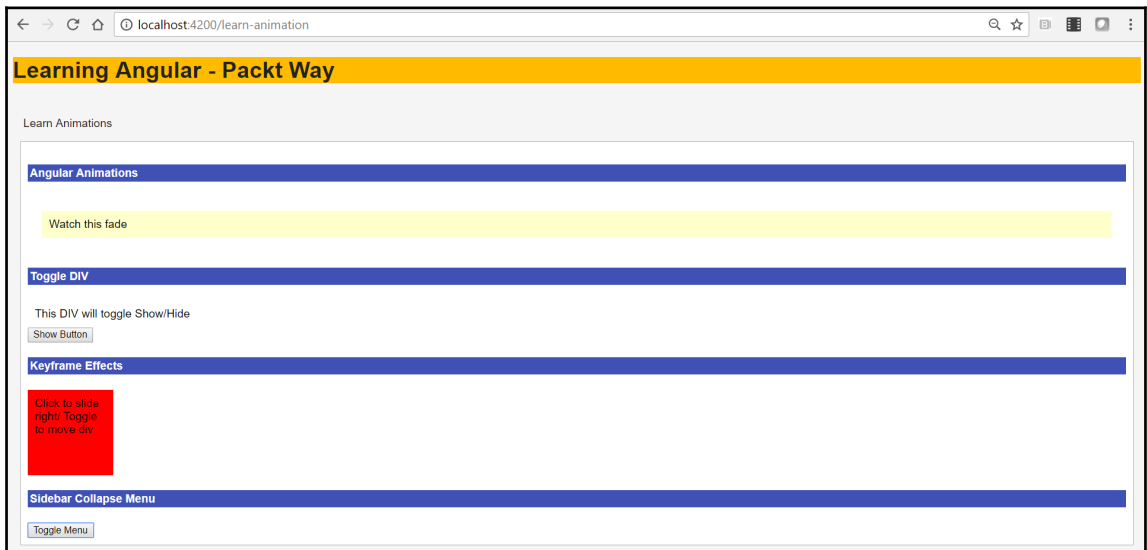 localhost:4200/learn-animation
Learning Angular - Packt Way
Learn Animations
Angular Animations
Watch this fade
Toggle DIV
This DIV will toggle Show/Hide
Show Button
Keyframe Effects
Click to slide
right/ Toggle
to move div
Sidebar Collapse Menu
Toggle Menu